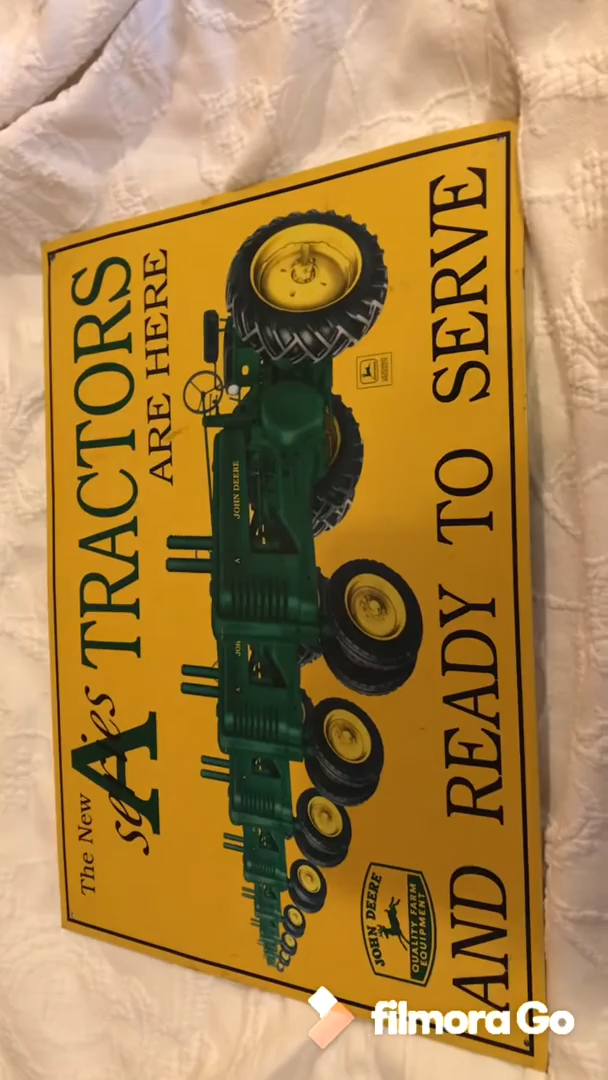 The New
A series TRACTORS
ARE HERE
JOHN DEERE
A
JOH
A
JOHN DEERE
QUALITY FARM
EQUIPMENT
AND READY TO SERVE
filmora Go